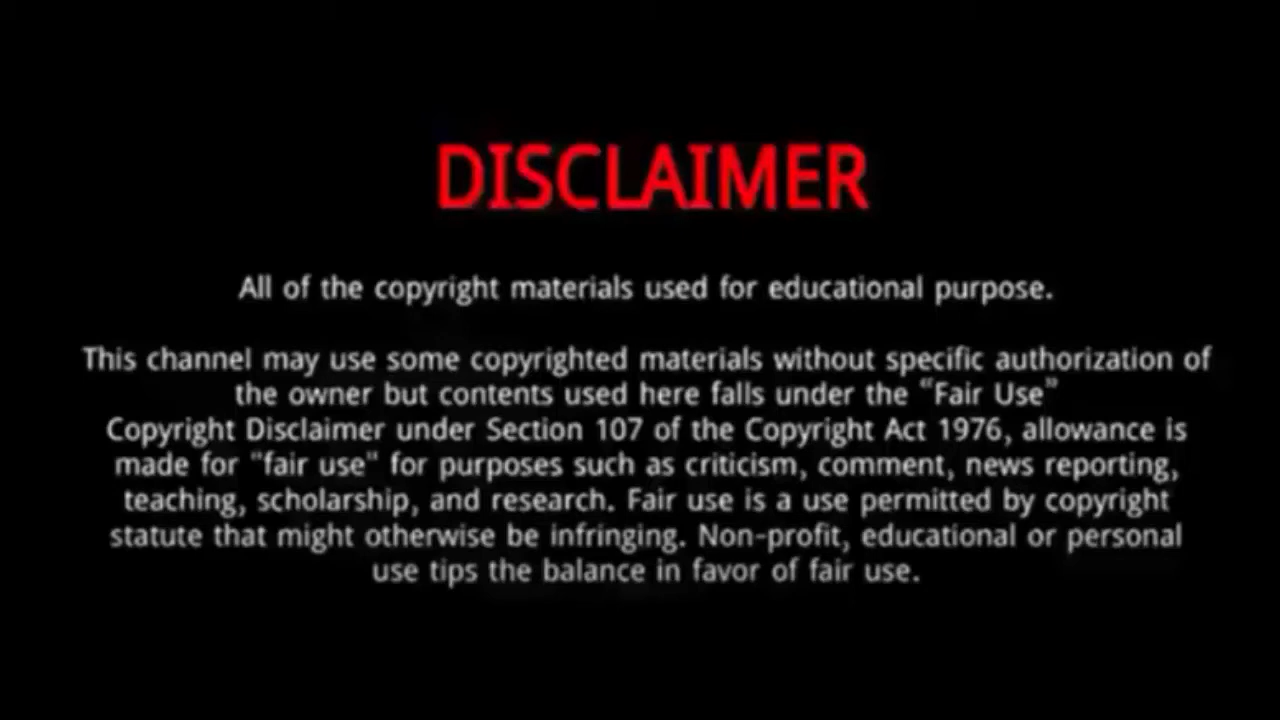 DISCLAIMER
All of the copyright materials used for educational purpose.
This channel may use some copyrighted materials without specific authorization of
the owner but contents used here falls under the “Fair Use”
Copyright Disclaimer under Section 107 of the Copyright Act 1976, allowance is
made for "fair use" for purposes such as criticism, comment, news reporting,
teaching, scholarship, and research. Fair use is a use permitted by copyright
statute that might otherwise be infringing. Non-profit, educational or personal
use tips the balance in favor of fair use.